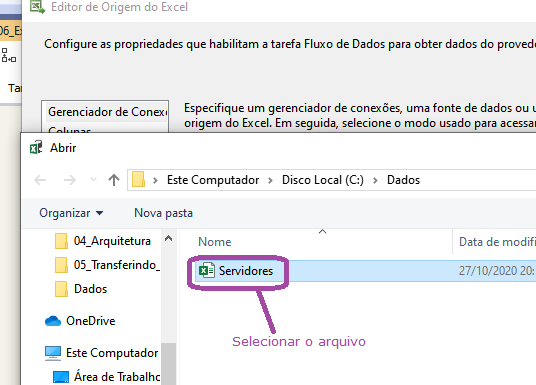 Editor de Origem do Excel
06_Ex
Configure as propriedades que habilitam a tarefa Fluxo de Dados para obter dados do provede
Tar
Gerenciador de Conex
Especifique um gerenciador de conexões, uma fonte de dados ou u
Colunas
origem do Excel. Em seguida, selecione o modo usado para acessar
Abrir
Este Computador > Disco Local (C:) > Dados
Organizar
Nova pasta
04_Arquitetura
05_Transferindo_
Dados
OneDrive
Este Computador
Área de Trabalho
Nome
Data de modifi
Servidores
27/10/2020 20:
Selecionar o arquivo